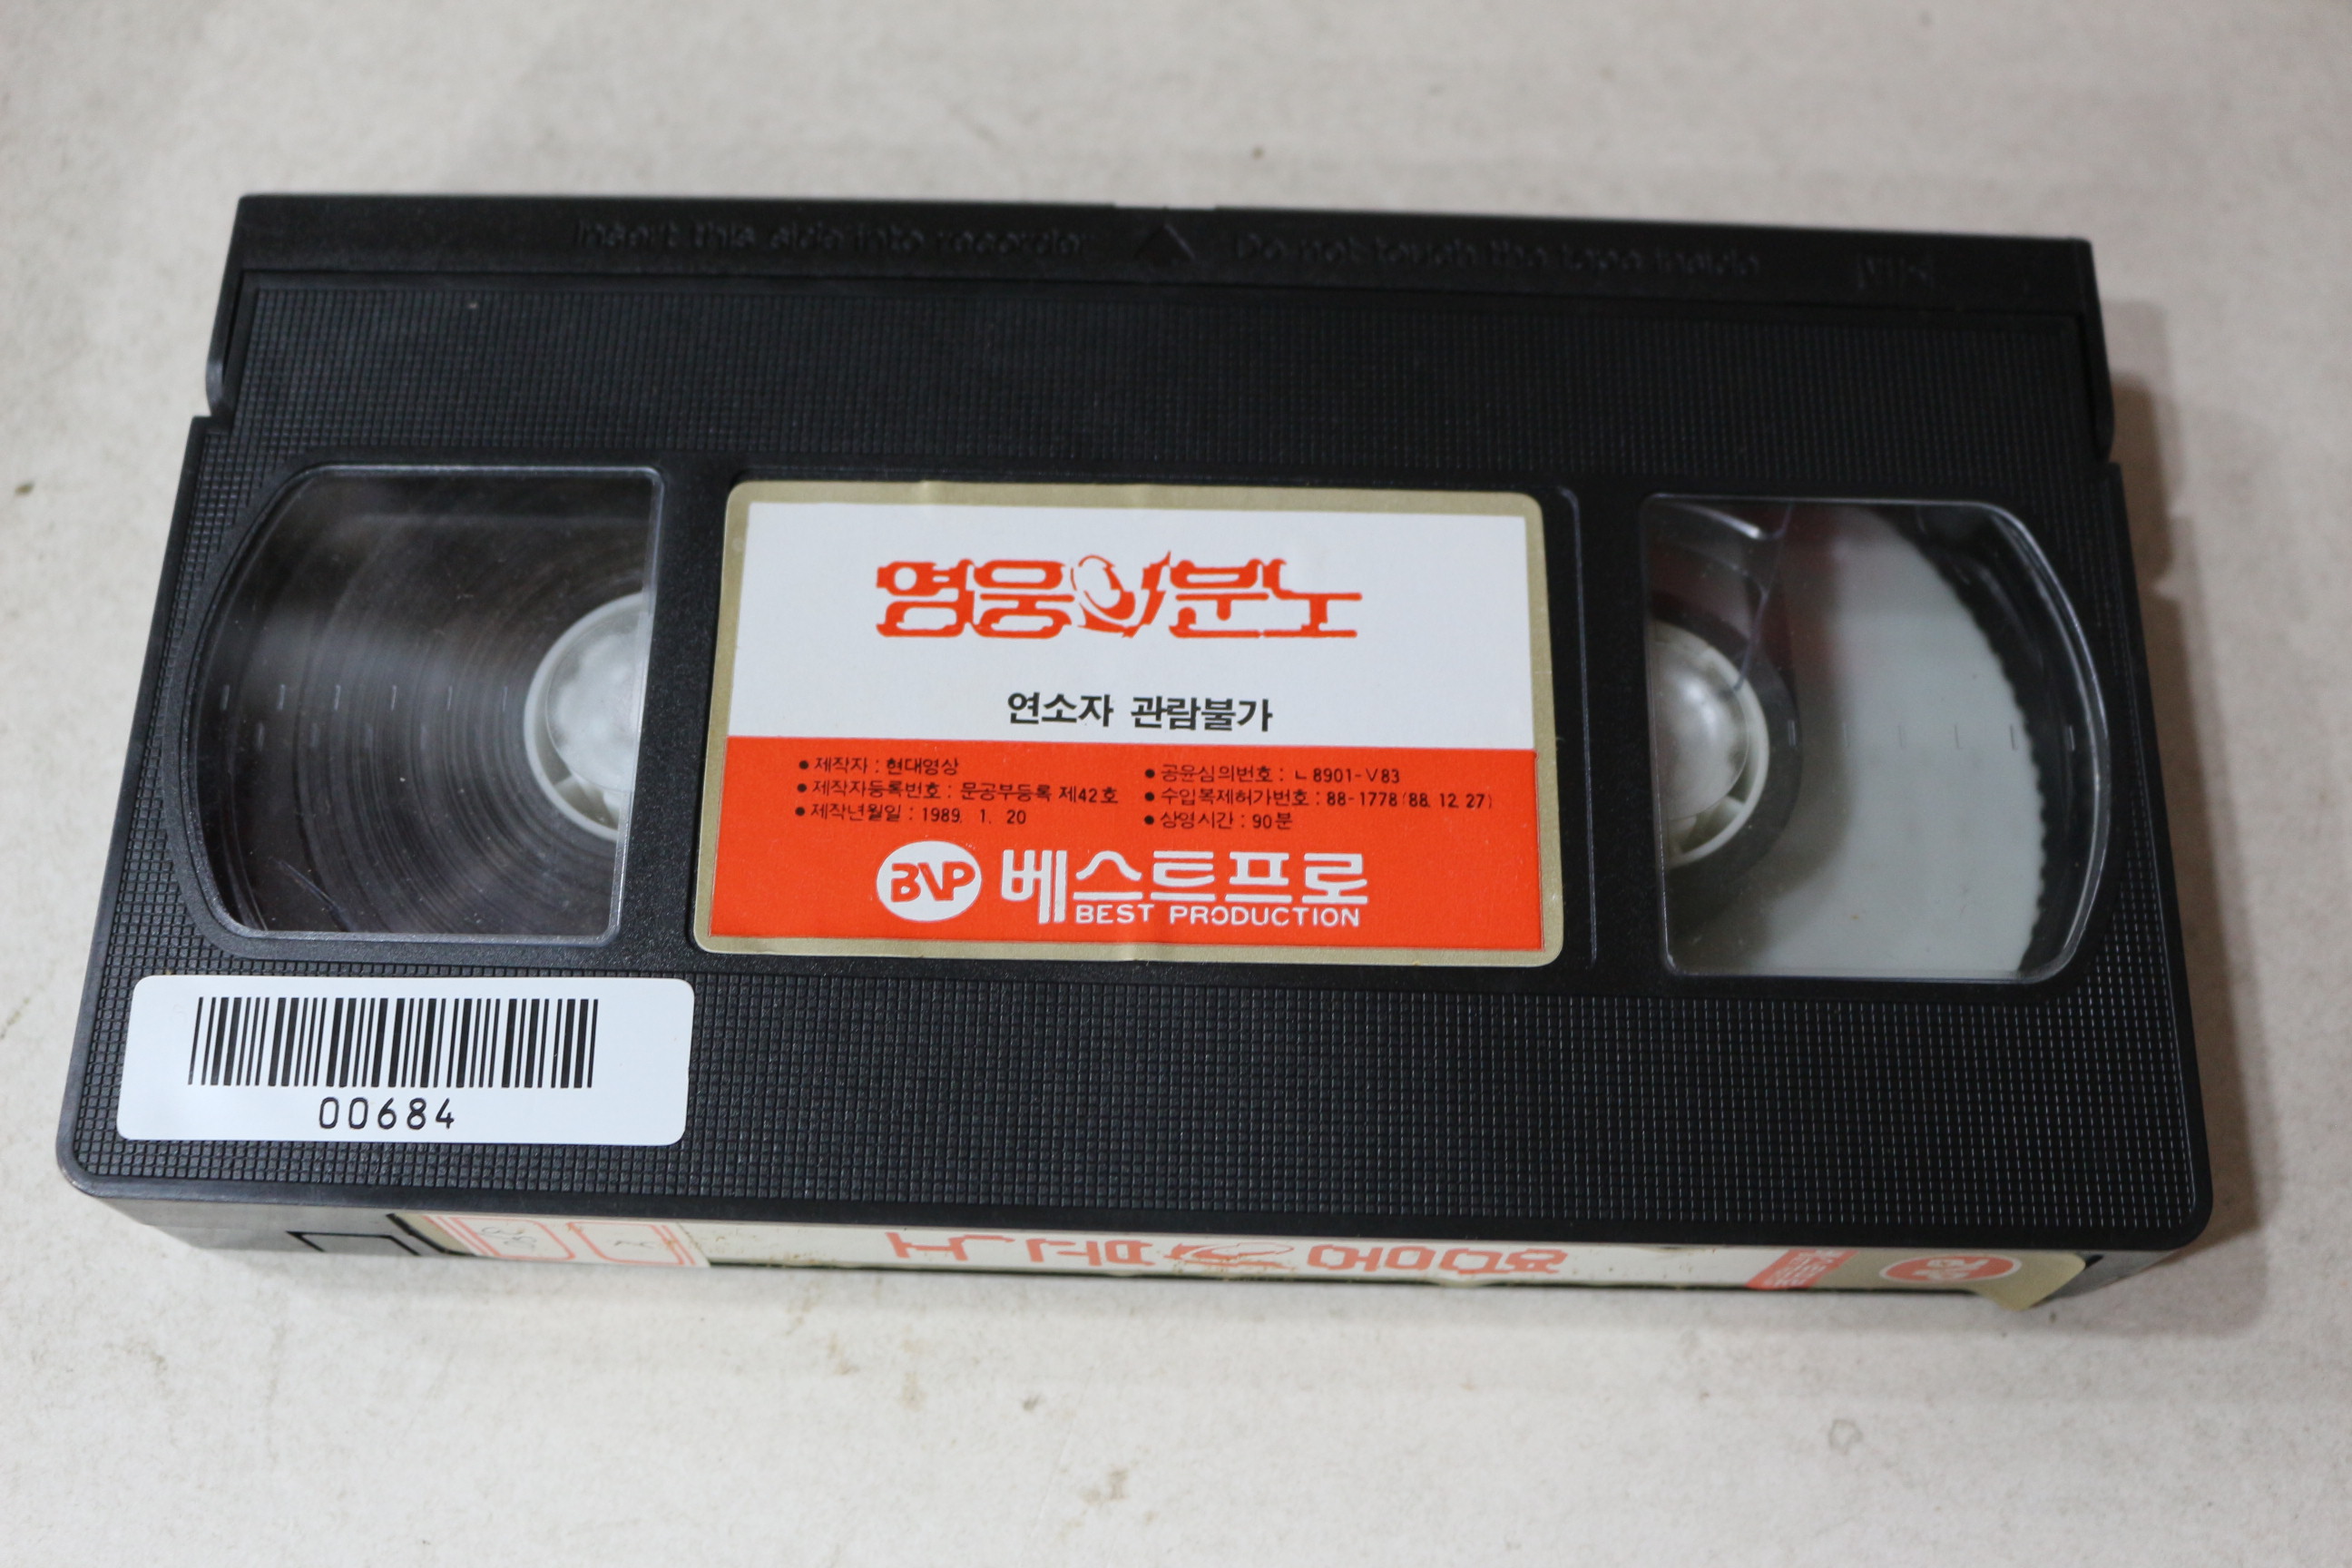 Insert this side into recorder
Do not touch the tape inside
영웅의분노
연소자 관람불가
• 제작자 : 현대영상
• 제작자등록번호 : 문공부등록 제42호
• 제작년월일 : 1989. 1. 20
• 공윤심의번호 : ㄴ8901-V83
• 수입복제허가번호 : 88-1778 (88. 12. 27)
• 상영시간 : 90분
BVP 베스트프로
BEST PRODUCTION
00684
영웅의분노